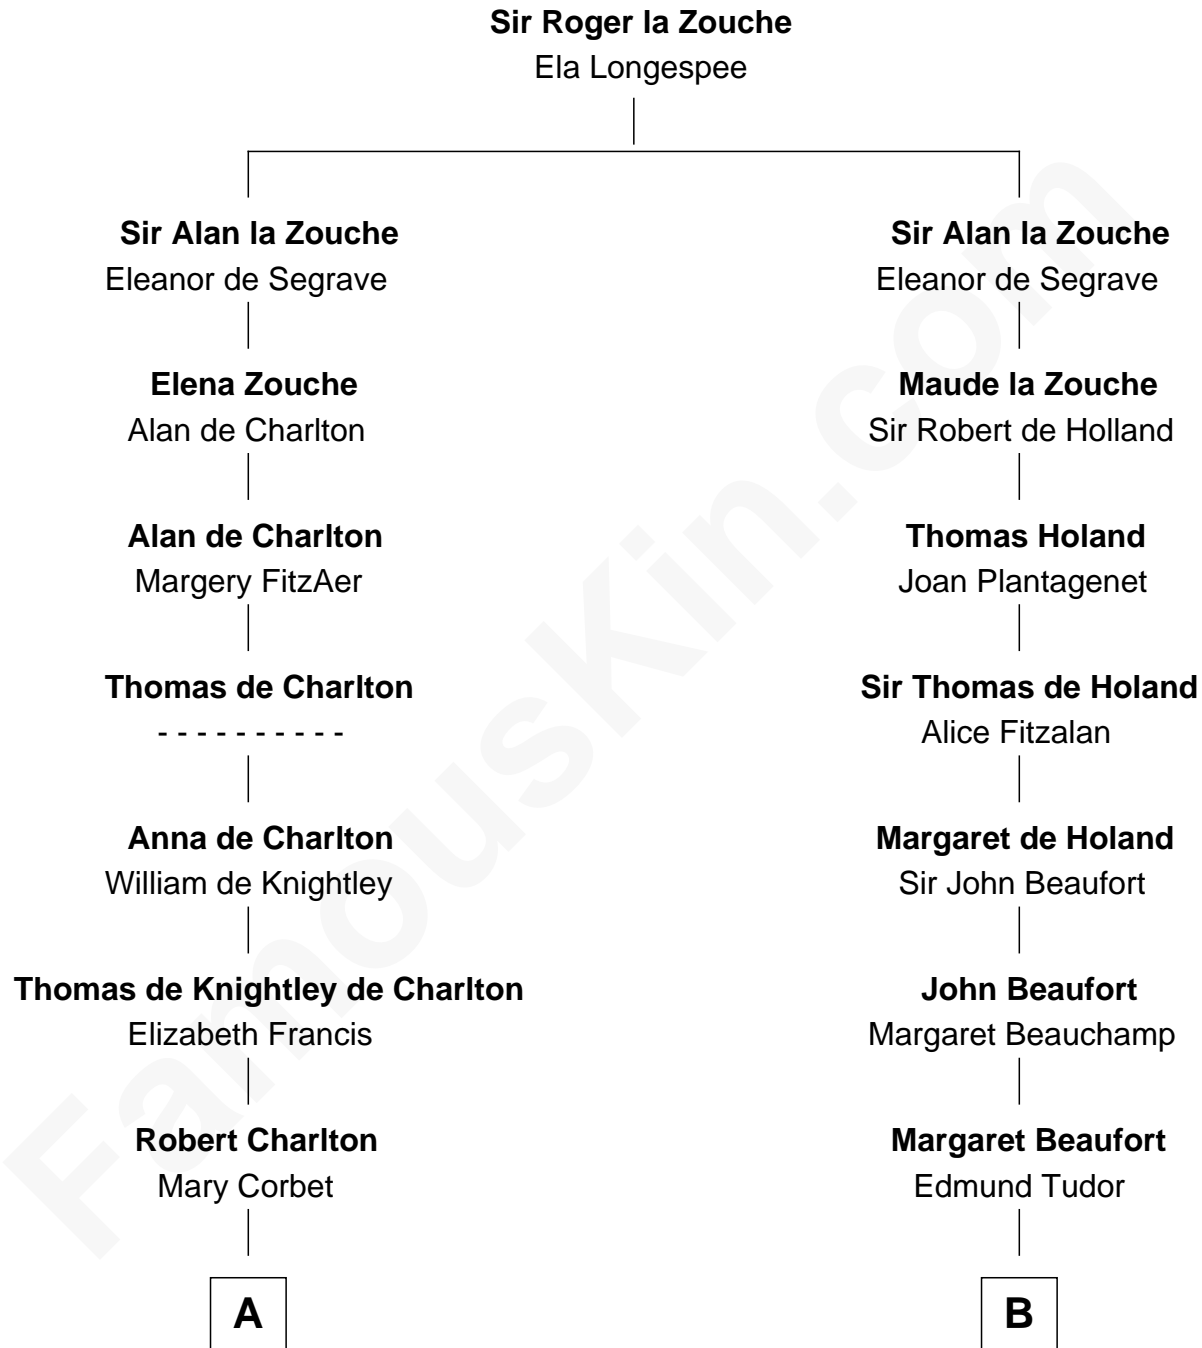 Sir Roger la Zouche
Ela Longespee
Sir Alan la Zouche
Eleanor de Segrave
Sir Alan la Zouche
Eleanor de Segrave
Elena Zouche
Alan de Charlton
Maude la Zouche
Sir Robert de Holland
Alan de Charlton
Margery FitzAer
Thomas Holand
Joan Plantagenet
Thomas de Charlton
- - - - - - - - - -
Sir Thomas de Holand
Alice Fitzalan
Anna de Charlton
William de Knightley
Margaret de Holand
Sir John Beaufort
Thomas de Knightley de Charlton
Elizabeth Francis
John Beaufort
Margaret Beauchamp
Robert Charlton
Mary Corbet
Margaret Beaufort
Edmund Tudor
A
B
FamousKin.com